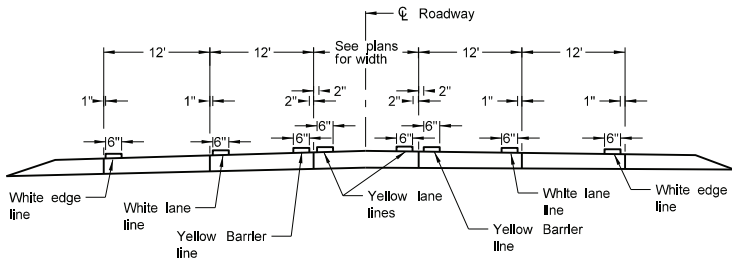 ℄ Roadway
12'
12'
See plans
for width
12'
12'
1"
1"
2"
2"
2"
2"
1"
1"
6"
6"
6"
6"
6"
6"
6"
6"
White edge
line
White lane
line
Yellow Barrier
line
Yellow lane
lines
Yellow Barrier
line
White lane
line
White edge
line